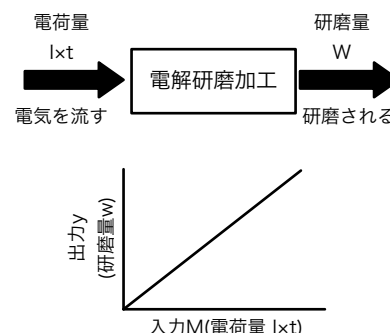 電荷量
I×t
電気を流す
電解研磨加工
研磨量
W
研磨される
出力y
(研磨量w)
入力M(電荷量 I×t)